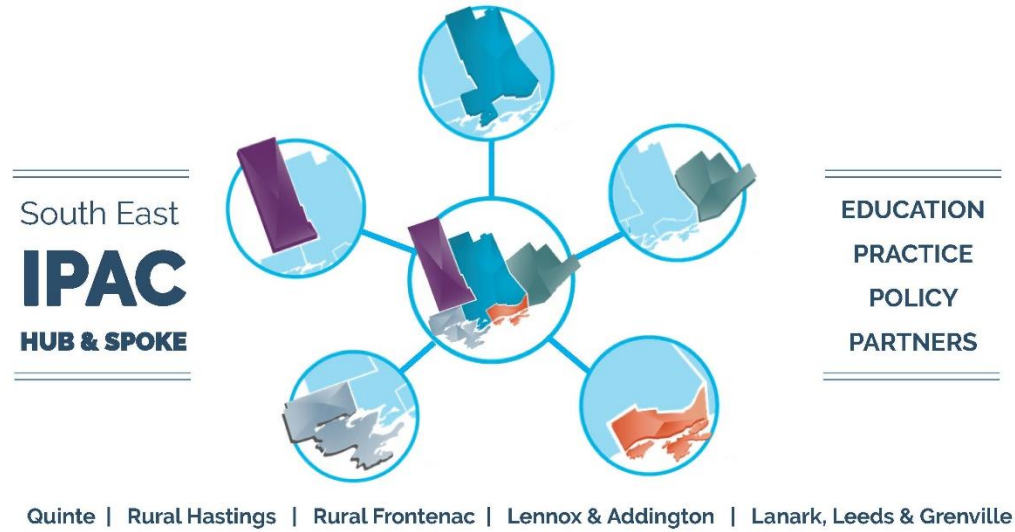 South East
IPAC
HUB & SPOKE
EDUCATION
PRACTICE
POLICY
PARTNERS
Quinte | Rural Hastings | Rural Frontenac | Lennox & Addington | Lanark, Leeds & Grenville